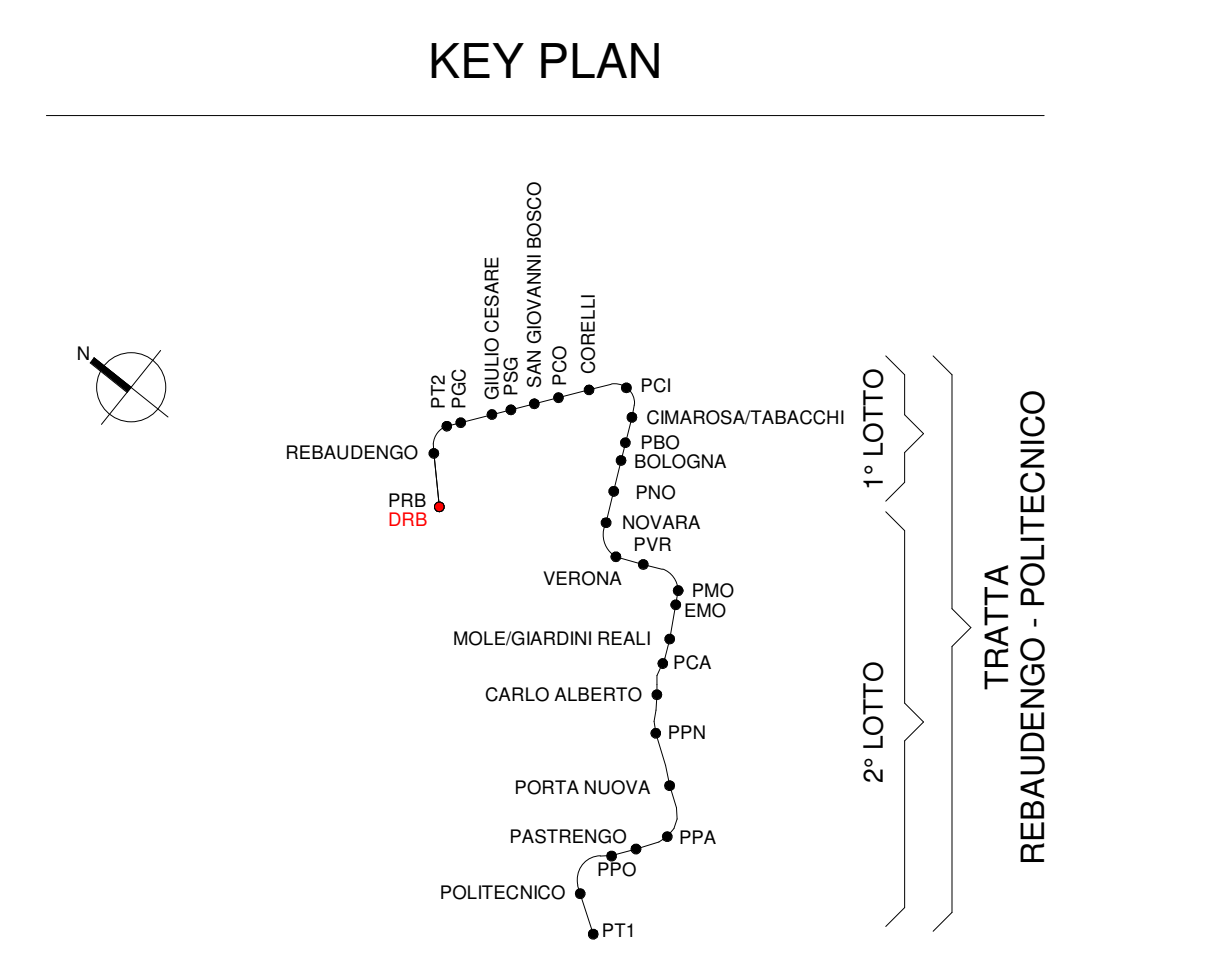 KEY PLAN
N
PT2
PGC
GIULIO CESARE
PSG
SAN GIOVANNI BOSCO
PCO
CORELLI
PCI
CIMAROSA/TABACCHI
REBAUDENGO
PBO
BOLOGNA
PRB
DRB
PNO
NOVARA
PVR
VERONA
PMO
EMO
MOLE/GIARDINI REALI
PCA
CARLO ALBERTO
PPN
PORTA NUOVA
PASTRENGO
PPA
PPO
POLITECNICO
PT1
1° LOTTO
2° LOTTO
TRATTA
REBAUDENGO - POLITECNICO